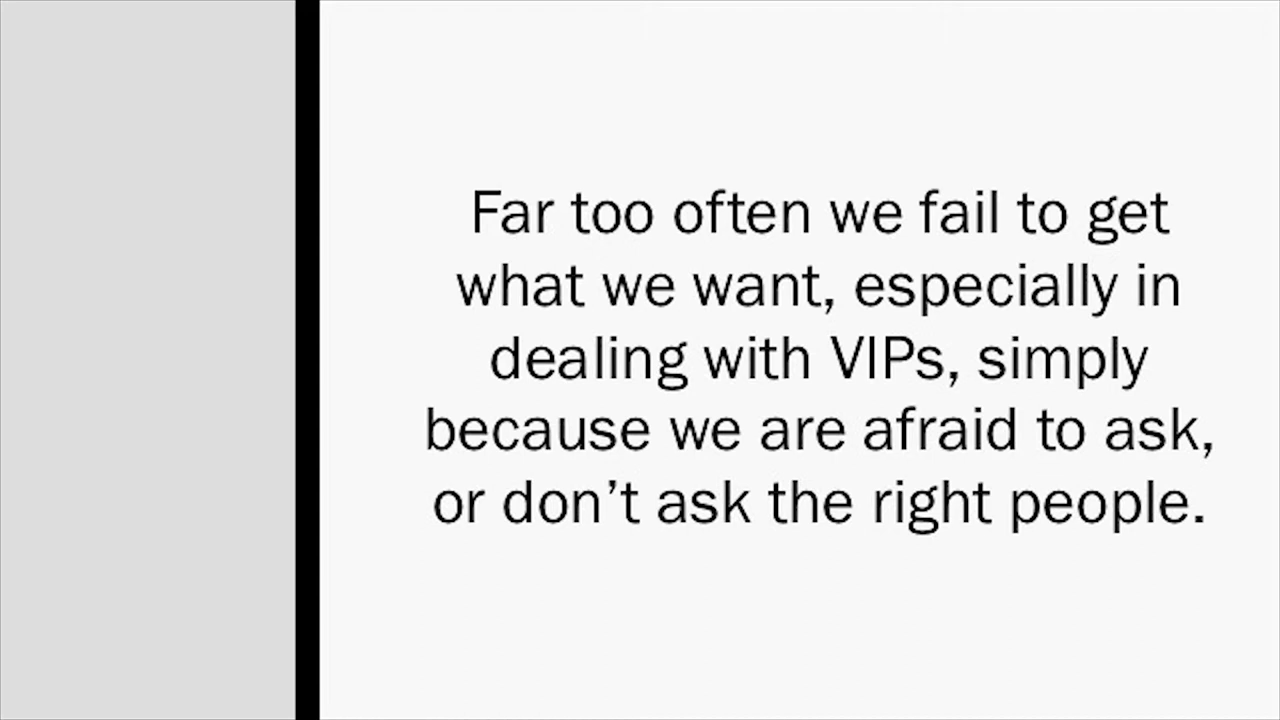 Far too often we fail to get
what we want, especially in
dealing with VIPs, simply
because we are afraid to ask,
or don’t ask the right people.